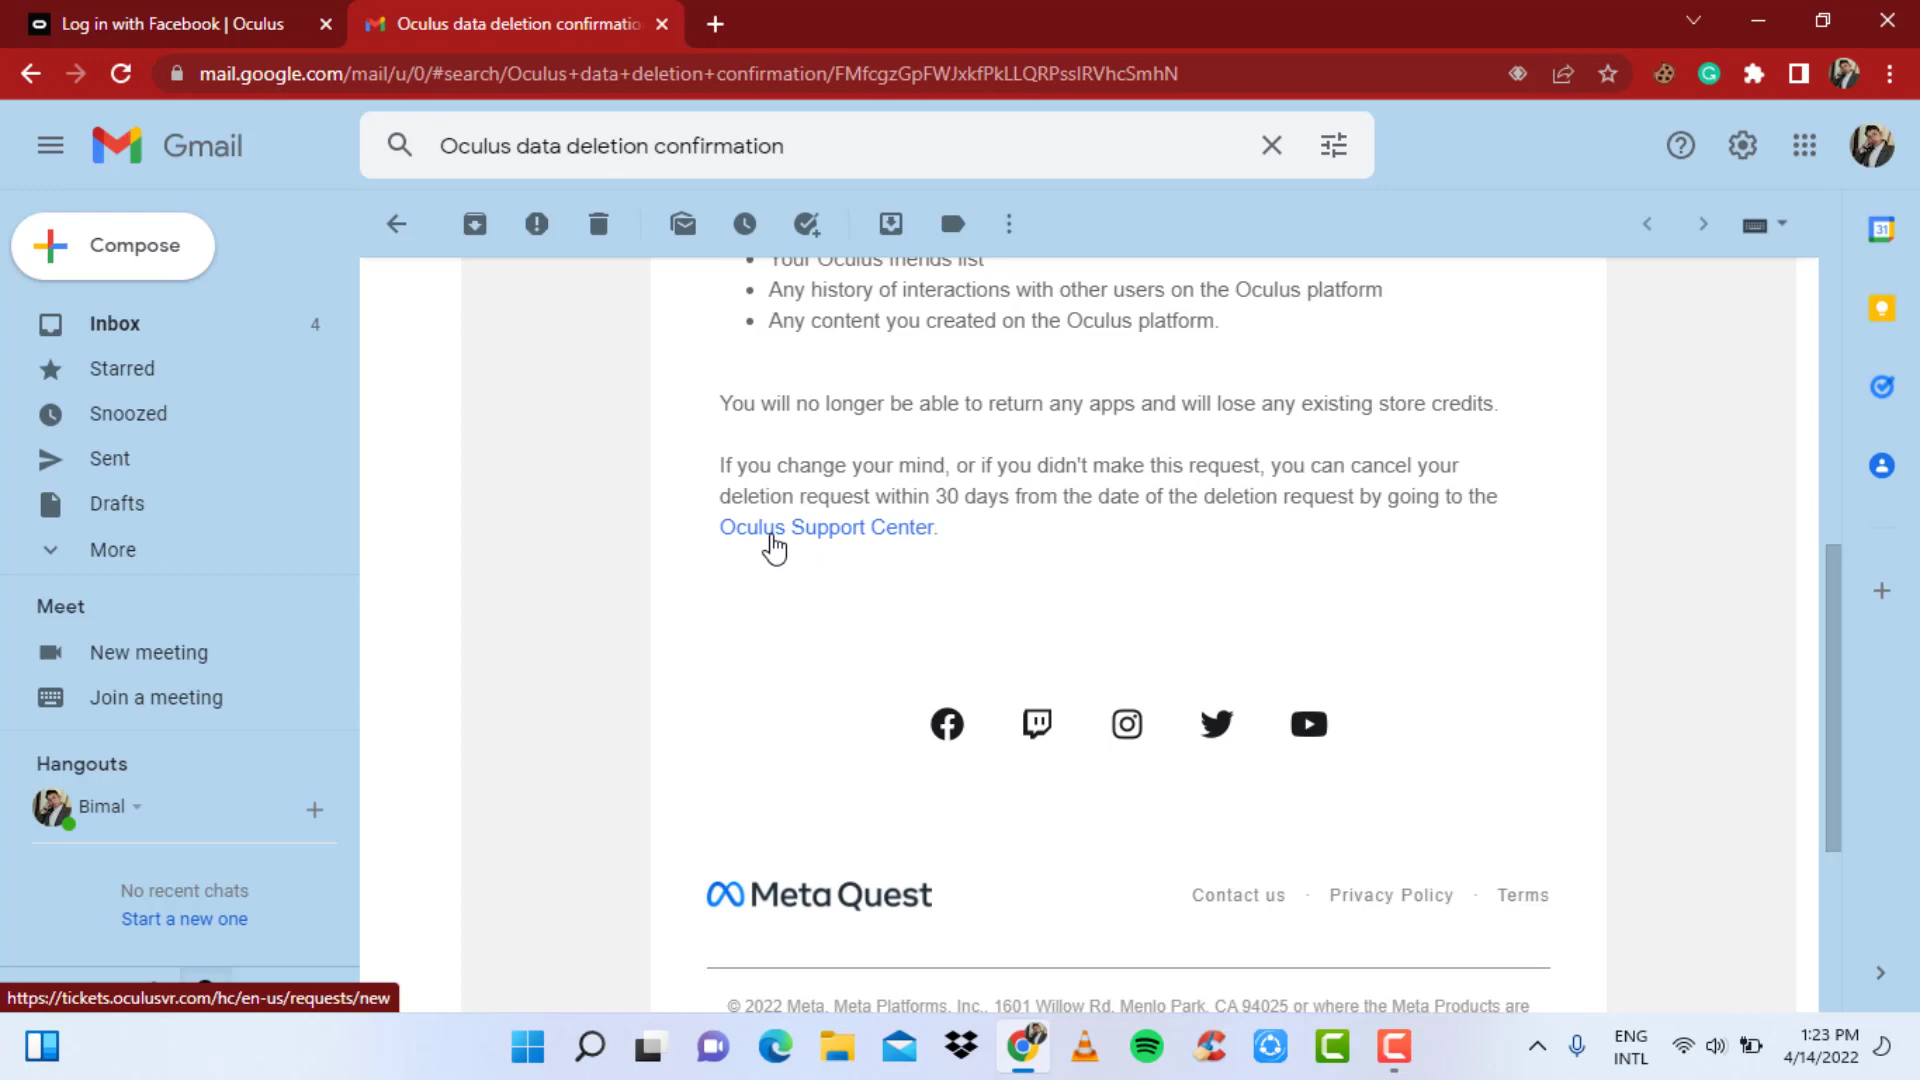 Log in with Facebook | Oculus
Oculus data deletion confirmatio
mail.google.com/mail/u/0/#search/Oculus+data+deletion+confirmation/FMfcgzGpFWJxkfPkLLQRPsslRVhcSmhN
Gmail
Oculus data deletion confirmation
Compose
Inbox 4
Starred
Snoozed
Sent
Drafts
More
Meet
New meeting
Join a meeting
Hangouts
Bimal
No recent chats
Start a new one
Your Oculus friends list
Any history of interactions with other users on the Oculus platform
Any content you created on the Oculus platform.
You will no longer be able to return any apps and will lose any existing store credits.
If you change your mind, or if you didn't make this request, you can cancel your
deletion request within 30 days from the date of the deletion request by going to the
Oculus Support Center.
Meta Quest
Contact us · Privacy Policy · Terms
© 2022 Meta, Meta Platforms, Inc., 1601 Willow Rd, Menlo Park, CA 94025 or where the Meta Products are
31
https://tickets.oculusvr.com/hc/en-us/requests/new
ENG
INTL
1:23 PM
4/14/2022